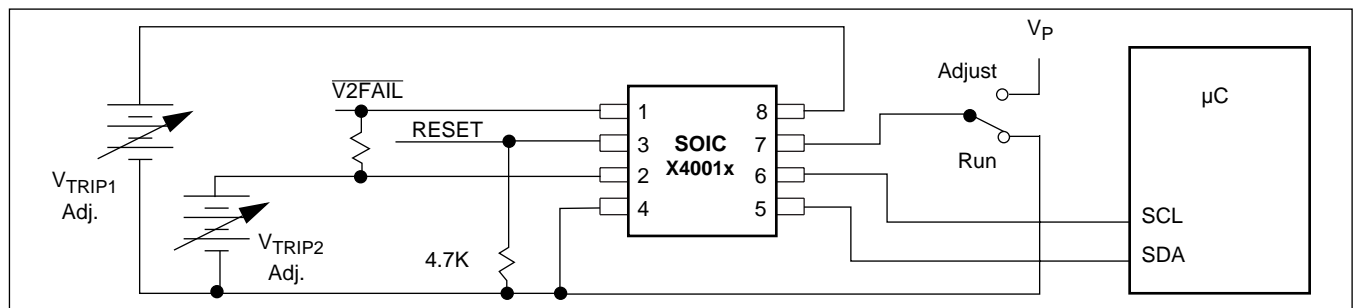 V_P
Adjust
µC
V2FAIL
1
8
RESET
3
SOIC
7
2
X4001x
6
Run
4
5
V_TRIP1
Adj.
V_TRIP2
Adj.
4.7K
SCL
SDA